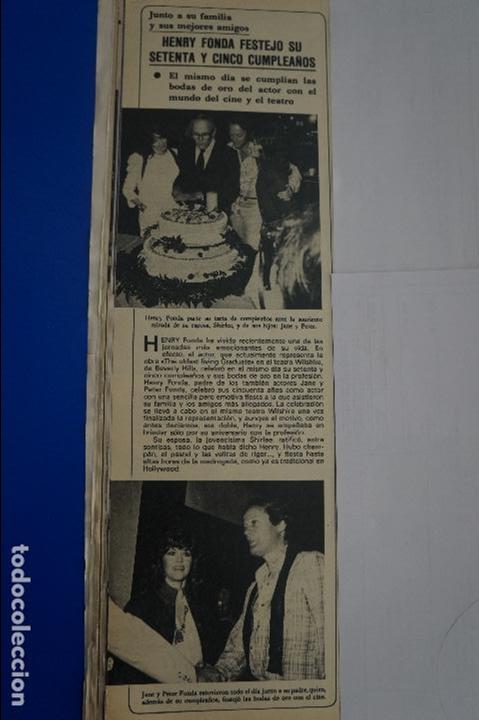 Junto a su familia
y sus mejores amigos
HENRY FONDA FESTEJO SU
SETENTA Y CINCO CUMPLEAÑOS
● El mismo día se cumplían las
bodas de oro del actor con el
mundo del cine y el teatro
Henry Fonda parte su tarta de cumpleaños ante la sonriente
mirada de su esposa, Shirlee, y de sus hijos: Jane y Peter.
HENRY Fonda ha vivido recientemente una de las
jornadas más emocionantes de su vida. En
efecto, el actor, que actualmente representa la
obra «The oldest living Graduate» en el teatro Wilshire,
de Beverly Hills, celebró en el mismo día su setenta y
cinco cumpleaños y sus bodas de oro en la profesión.
Henry Fonda, padre de los también actores Jane y
Peter Fonda, celebró sus cincuenta años como actor
con una sencilla pero emotiva fiesta a la que asistieron
su familia y los amigos más allegados. La celebración
se llevó a cabo en el mismo teatro Wilshire una vez
finalizada la representación, y aunque el motivo, como
antes decíamos, era doble, Henry se empeñaba en
brindar sólo por su aniversario con la profesión.
Su esposa, la jovencísima Shirlee, ratificó, entre
sonrisas, todo lo que había dicho Henry. Hubo cham-
pán, el pastel y las velitas de rigor..., y fiesta hasta
altas horas de la madrugada, como ya es tradicional en
Hollywood.
Jane y Peter Fonda estuvieron todo el día junto a su padre, quien,
además de su cumpleaños, festejó las bodas de oro con el cine.
todocoleccion